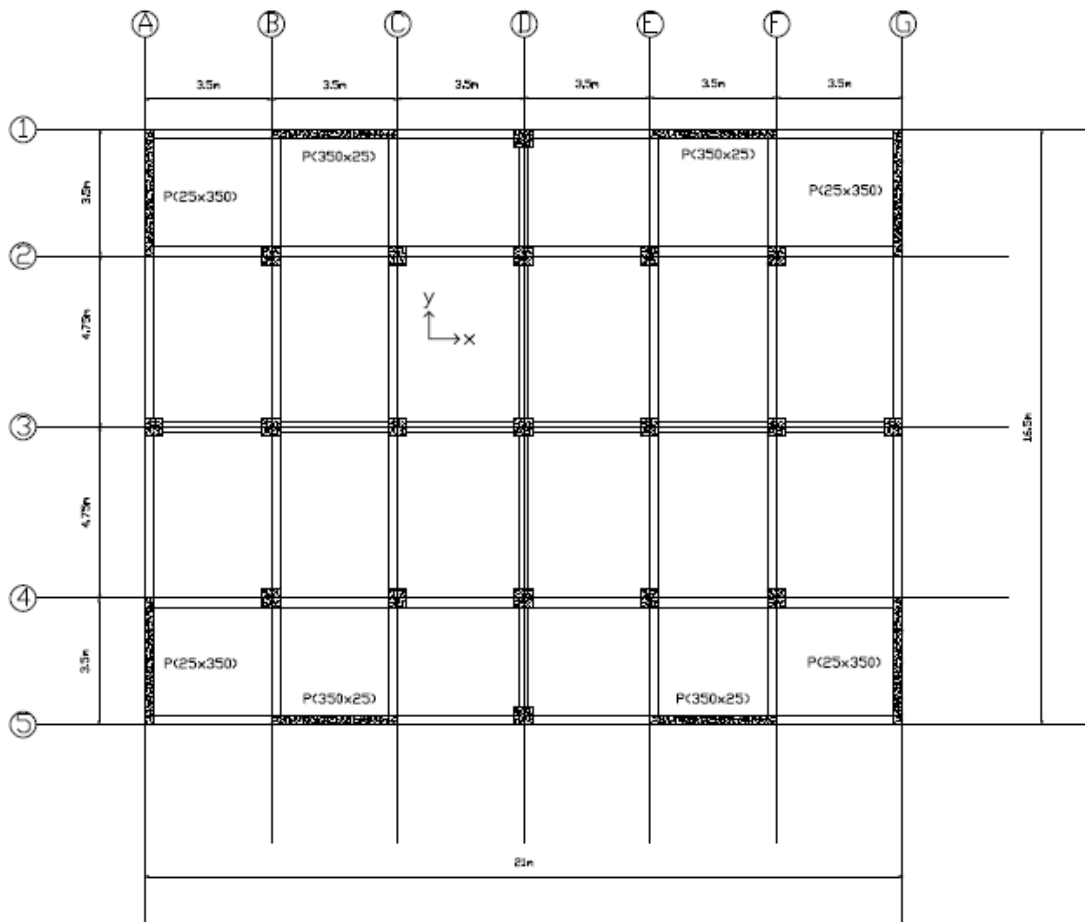 A B C D E F G
3.5m 3.5m 3.5m 3.5m 3.5m 3.5m
1
P(350x25) P(350x25)
3.5m P(25x350) P(25x350)
2
y
4.75m
x
3 16.5m
4.75m
4
3.5m P(25x350) P(25x350)
P(350x25) P(350x25)
5
21m